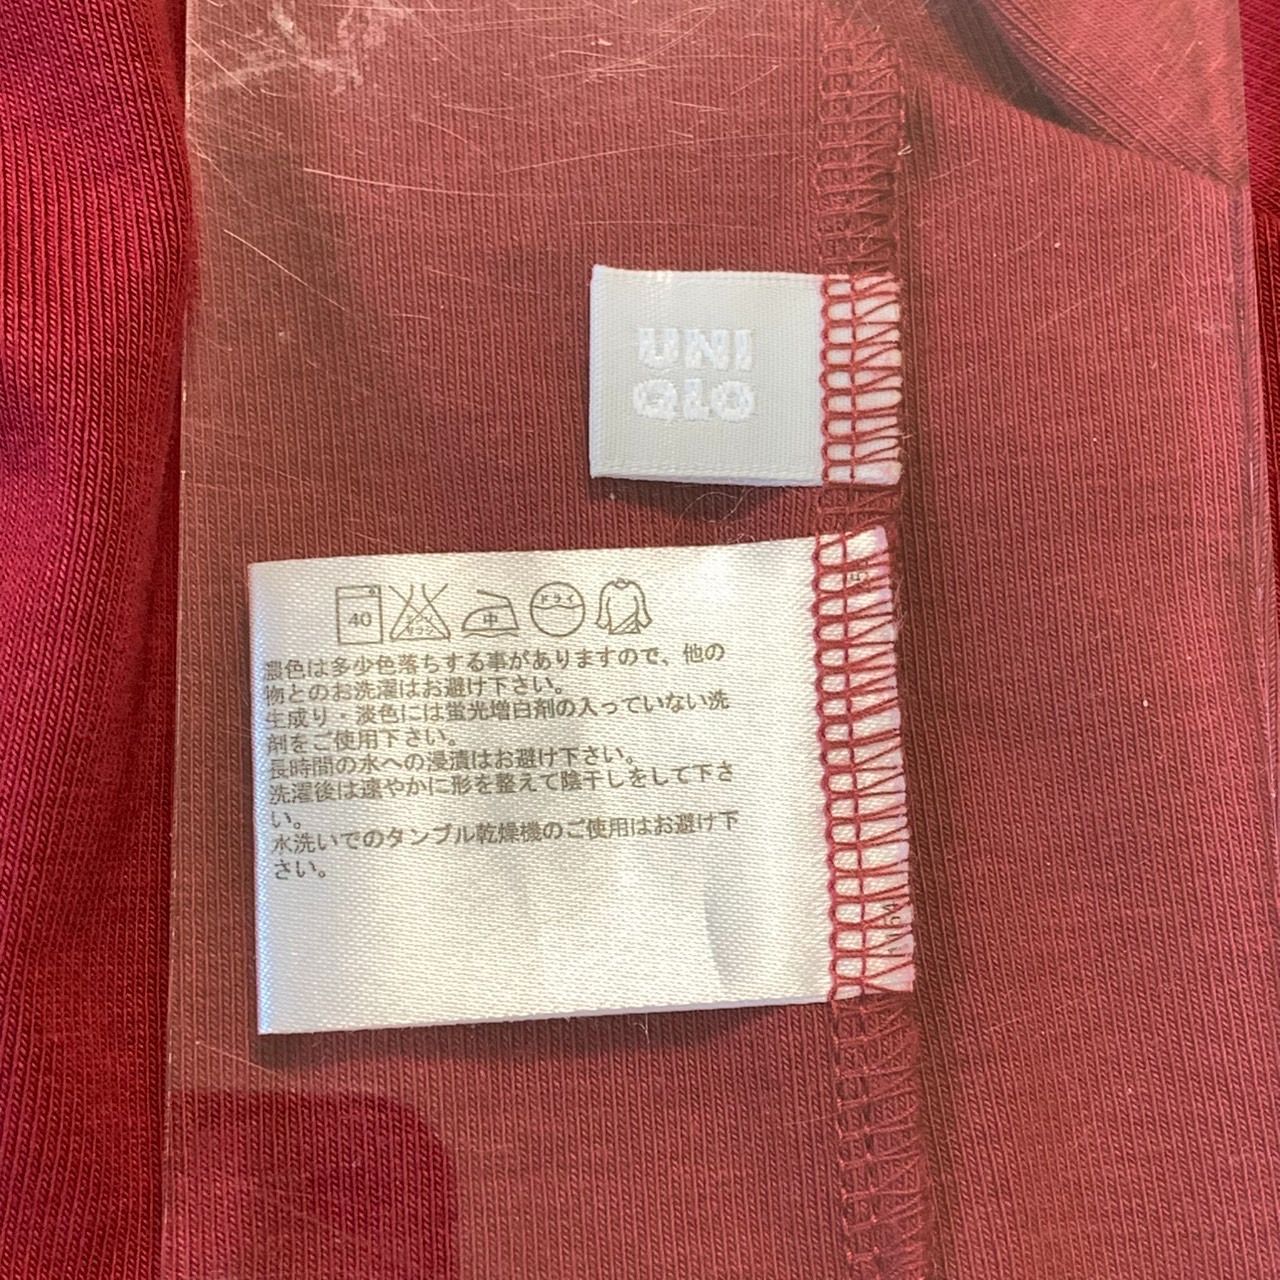 UNI
QLO
40
エンソ
サラシ
中
ドライ
濃色は多少色落ちする事がありますので、他の
物とのお洗濯はお避け下さい。
生成り・淡色には蛍光増白剤の入っていない洗
剤をご使用下さい。
長時間の水への浸漬はお避け下さい。
洗濯後は速やかに形を整えて陰干しをして下さ
い。
水洗いでのタンブル乾燥機のご使用はお避け下
さい。